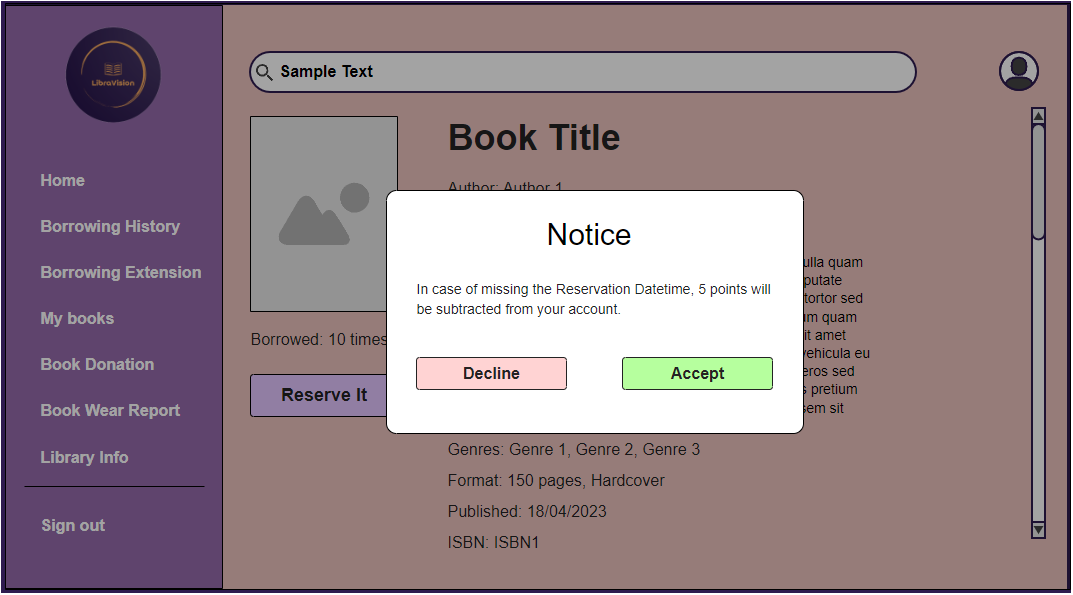 LibraVision
Sample Text
Book Title
Author: Author 1
Home
Borrowing History
Borrowing Extension
My books
Book Donation
Book Wear Report
Library Info
Sign out
Borrowed: 10 times
Reserve It
Notice
In case of missing the Reservation Datetime, 5 points will
be subtracted from your account.
Decline
Accept
quam
tortor sed
quam
sit amet
vehicula eu
eros sed
pretium
sem sit
Genres: Genre 1, Genre 2, Genre 3
Format: 150 pages, Hardcover
Published: 18/04/2023
ISBN: ISBN1